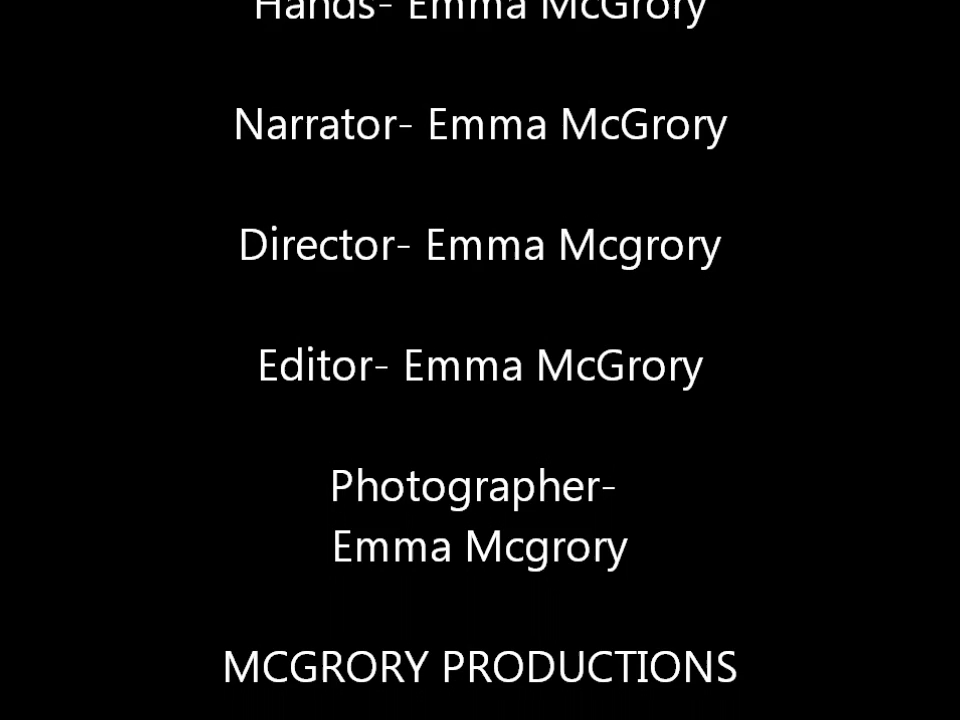 Hands- Emma McGrory
Narrator- Emma McGrory
Director- Emma Mcgrory
Editor- Emma McGrory
Photographer-
Emma Mcgrory
MCGRORY PRODUCTIONS